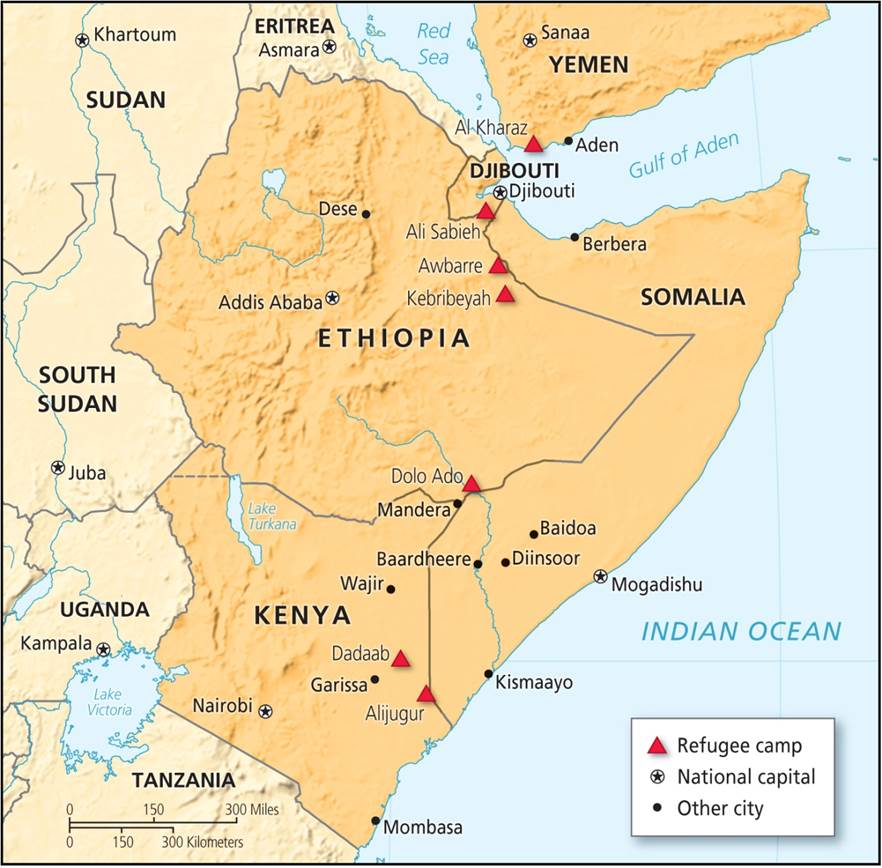 Khartoum
ERITREA
Asmara
Red
Sea
Sanaa
YEMEN
SUDAN
Al Kharaz
Aden
Gulf of Aden
DJIBOUTI
Djibouti
Dese
Ali Sabieh
Berbera
Awbarre
Kebribeyah
Addis Ababa
SOMALIA
ETHIOPIA
SOUTH
SUDAN
Juba
Dolo Ado
Mandera
Lake
Turkana
Baidoa
Baardheere
Diinsoor
Wajir
Mogadishu
UGANDA
KENYA
INDIAN OCEAN
Kampala
Dadaab
Garissa
Kismaayo
Lake
Victoria
Nairobi
Alijugur
TANZANIA
Mombasa
0 150 300 Miles
0 150 300 Kilometers
Refugee camp
National capital
Other city